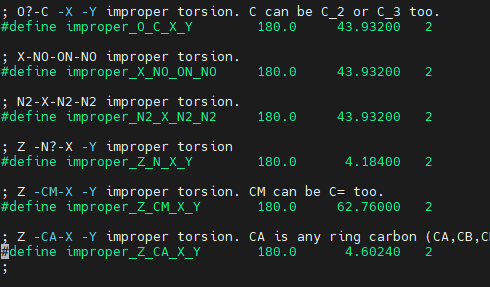 ; O?-C -X -Y improper torsion. C can be C_2 or C_3 too.
#define improper_O_C_X_Y 180.0 43.93200 2
; X-NO-ON-NO improper torsion.
#define improper_X_NO_ON_NO 180.0 43.93200 2
; N2-X-N2-N2 improper torsion.
#define improper_N2_X_N2_N2 180.0 43.93200 2
; Z -N?-X -Y improper torsion
#define improper_Z_N_X_Y 180.0 4.18400 2
; Z -CM-X -Y improper torsion. CM can be C= too.
#define improper_Z_CM_X_Y 180.0 62.76000 2
; Z -CA-X -Y improper torsion. CA is any ring carbon (CA,CB,
#define improper_Z_CA_X_Y 180.0 4.60240 2
;